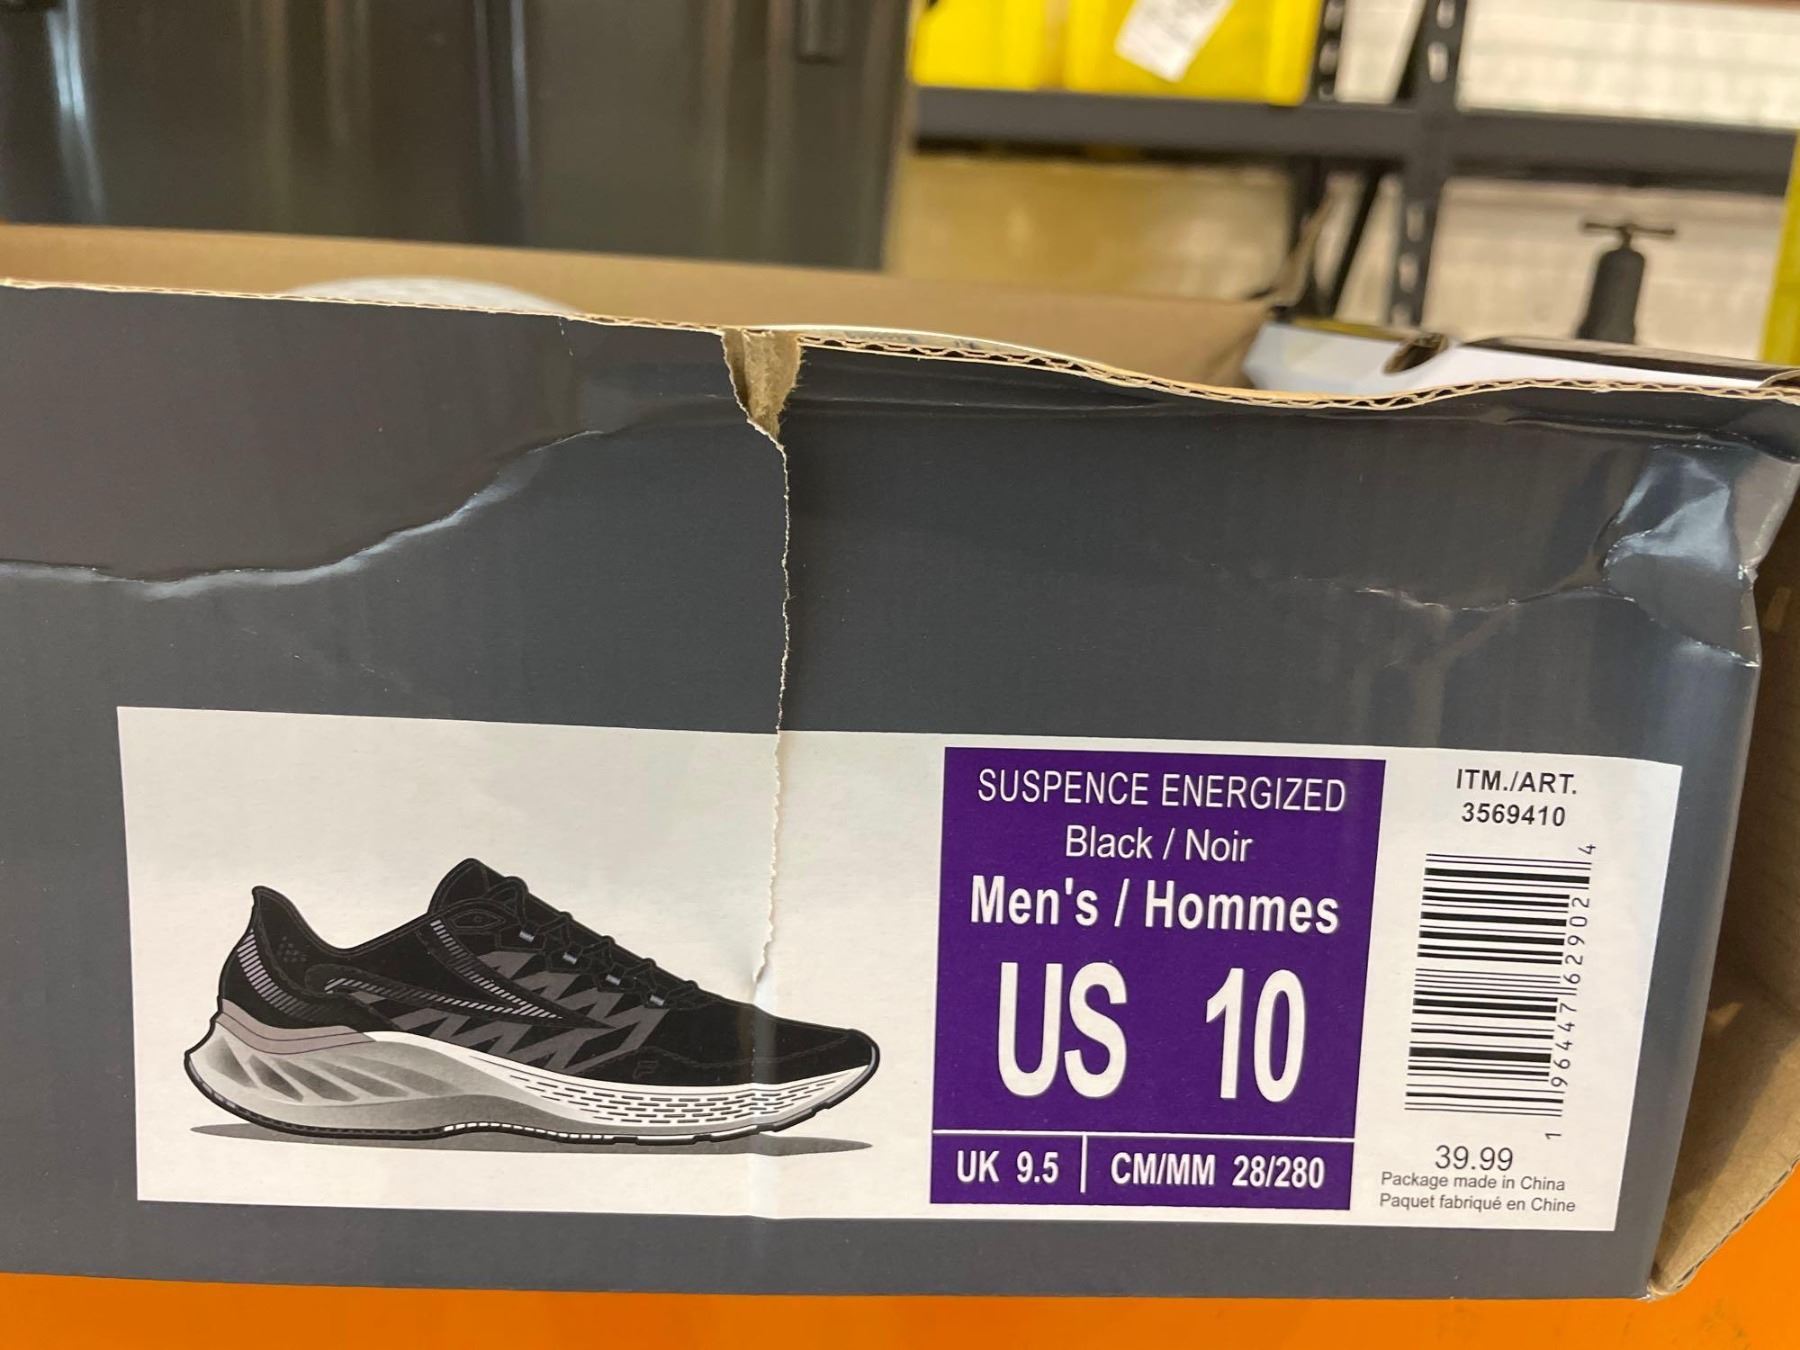 SUSPENCE ENERGIZED
Black / Noir
Men's / Hommes
US 10
UK 9.5 CM/MM 28/280
ITM./ART.
3569410
1 96447 62902 4
39.99
Package made in China
Paquet fabriqué en Chine